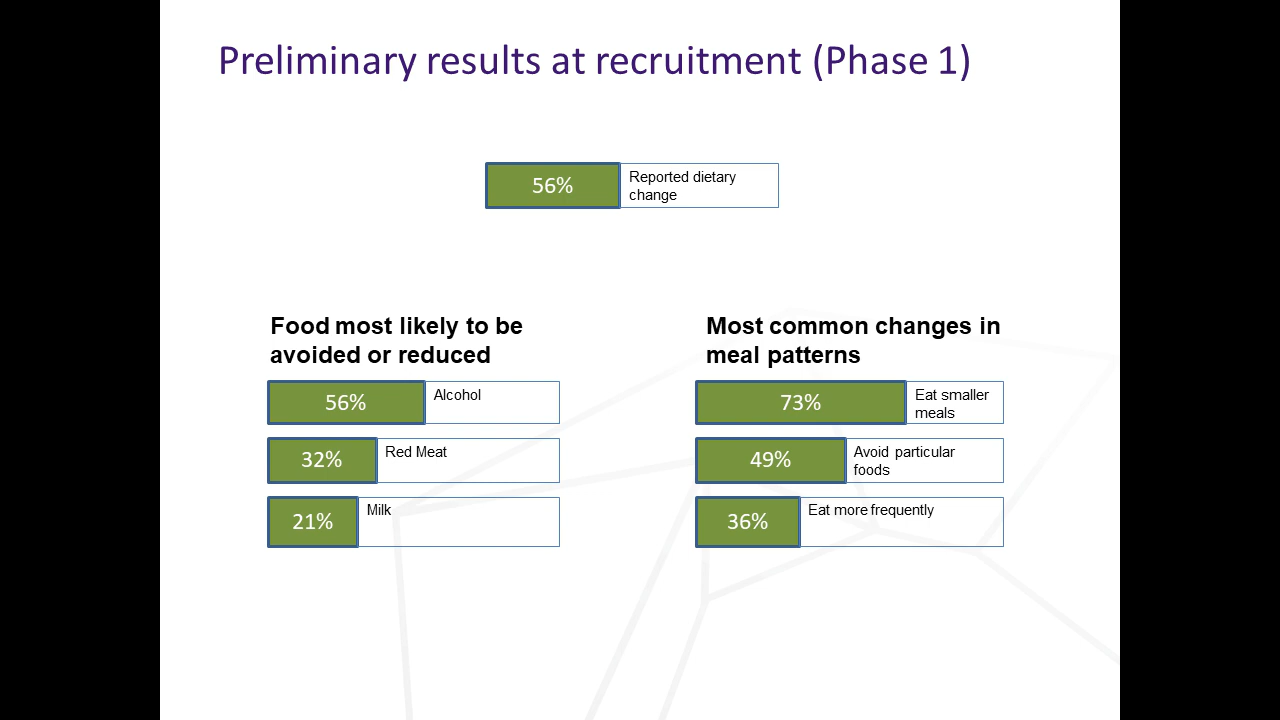 Preliminary results at recruitment (Phase 1)
56%
Reported dietary
change
Food most likely to be
avoided or reduced
56%
Alcohol
32%
Red Meat
21%
Milk
Most common changes in
meal patterns
73%
Eat smaller
meals
49%
Avoid particular
foods
36%
Eat more frequently